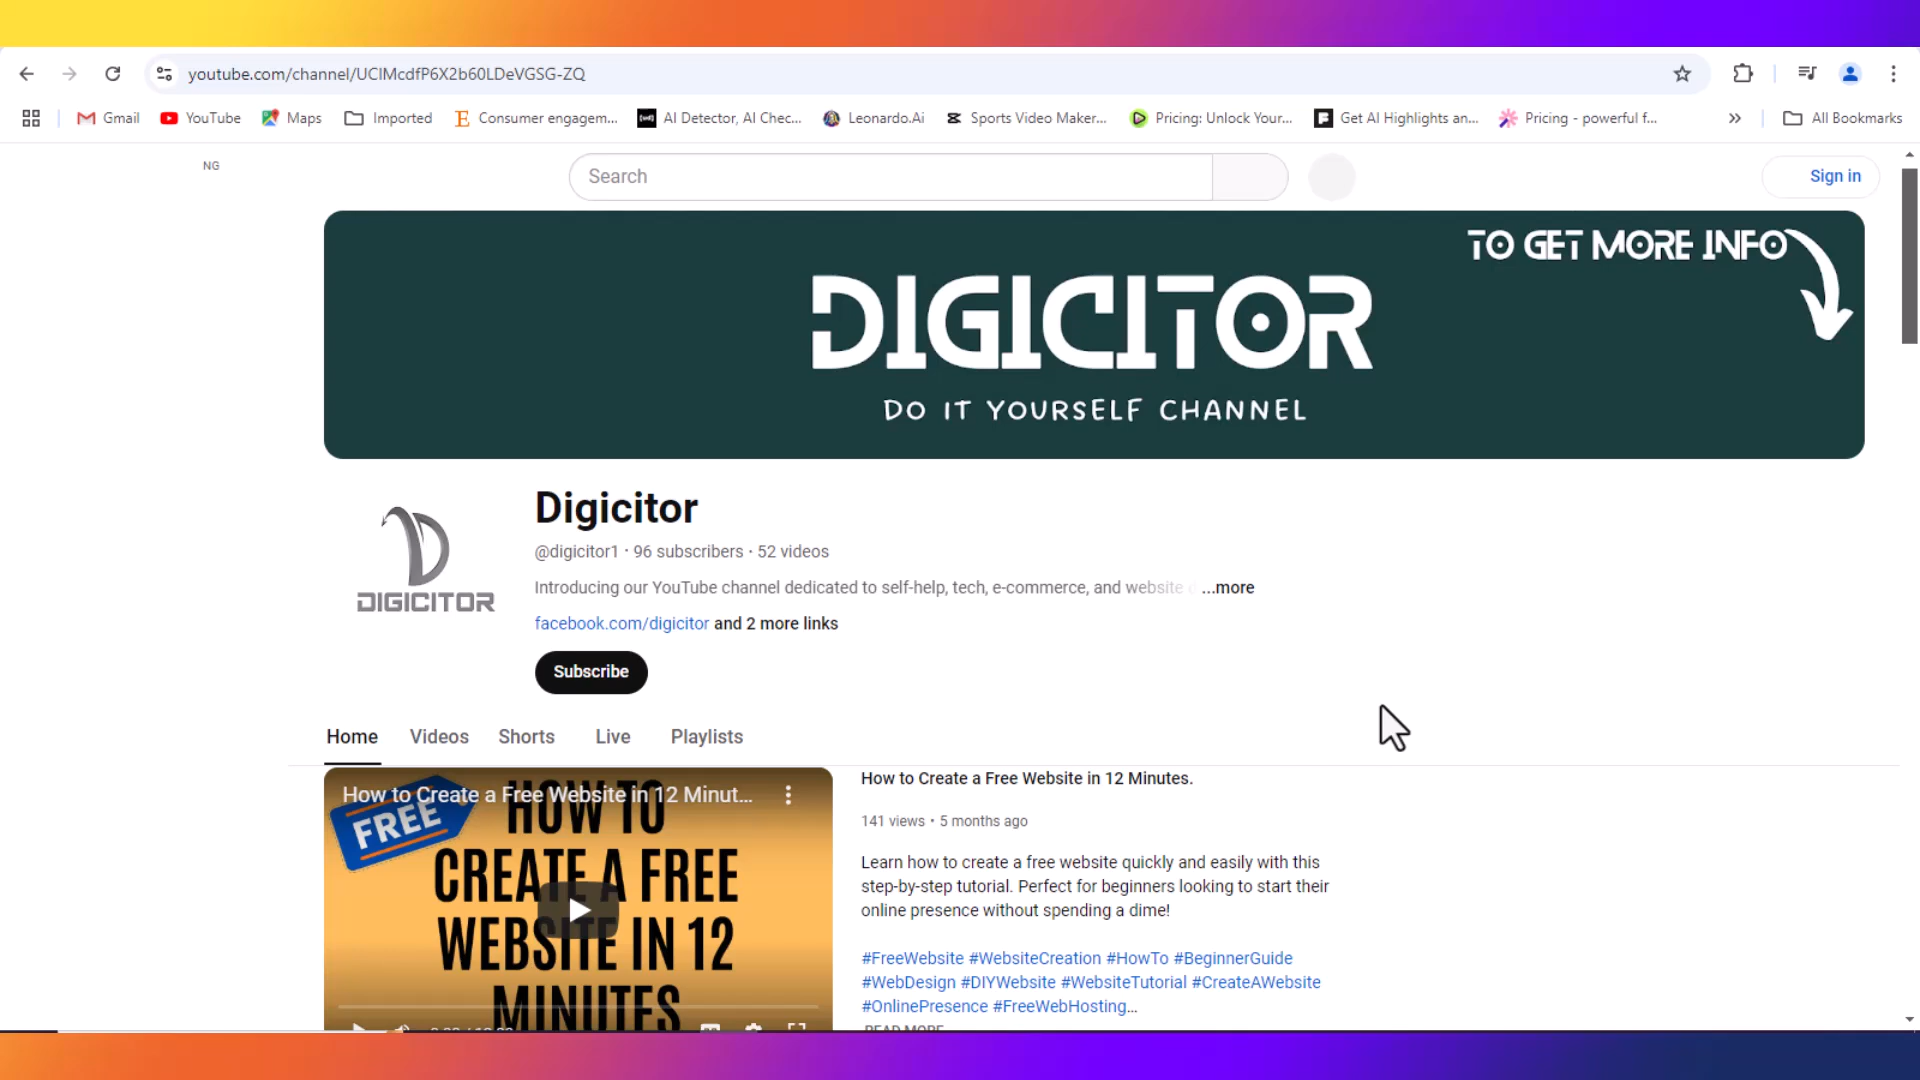 youtube.com/channel/UClMcdfP6X2b60LDeVGSG-ZQ
Gmail YouTube Maps Imported Consumer engagem... AI Detector, AI Chec... Leonardo.Ai Sports Video Maker... Pricing: Unlock Your... Get AI Highlights an... Pricing - powerful f... All Bookmarks
NG
Search
Sign in
TO GET MORE INFO
DIGICITOR
DO IT YOURSELF CHANNEL
DIGICITOR
Digicitor
@digicitor1 · 96 subscribers · 52 videos
Introducing our YouTube channel dedicated to self-help, tech, e-commerce, and website ...more
facebook.com/digicitor and 2 more links
Subscribe
Home Videos Shorts Live Playlists
How to Create a Free Website in 12 Minut...
FREE
HOW TO
CREATE A FREE
WEBSITE IN 12
MINUTES
How to Create a Free Website in 12 Minutes.
141 views • 5 months ago
Learn how to create a free website quickly and easily with this
step-by-step tutorial. Perfect for beginners looking to start their
online presence without spending a dime!
#FreeWebsite #WebsiteCreation #HowTo #BeginnerGuide
#WebDesign #DIYWebsite #WebsiteTutorial #CreateAWebsite
#OnlinePresence #FreeWebHosting...
READ MORE